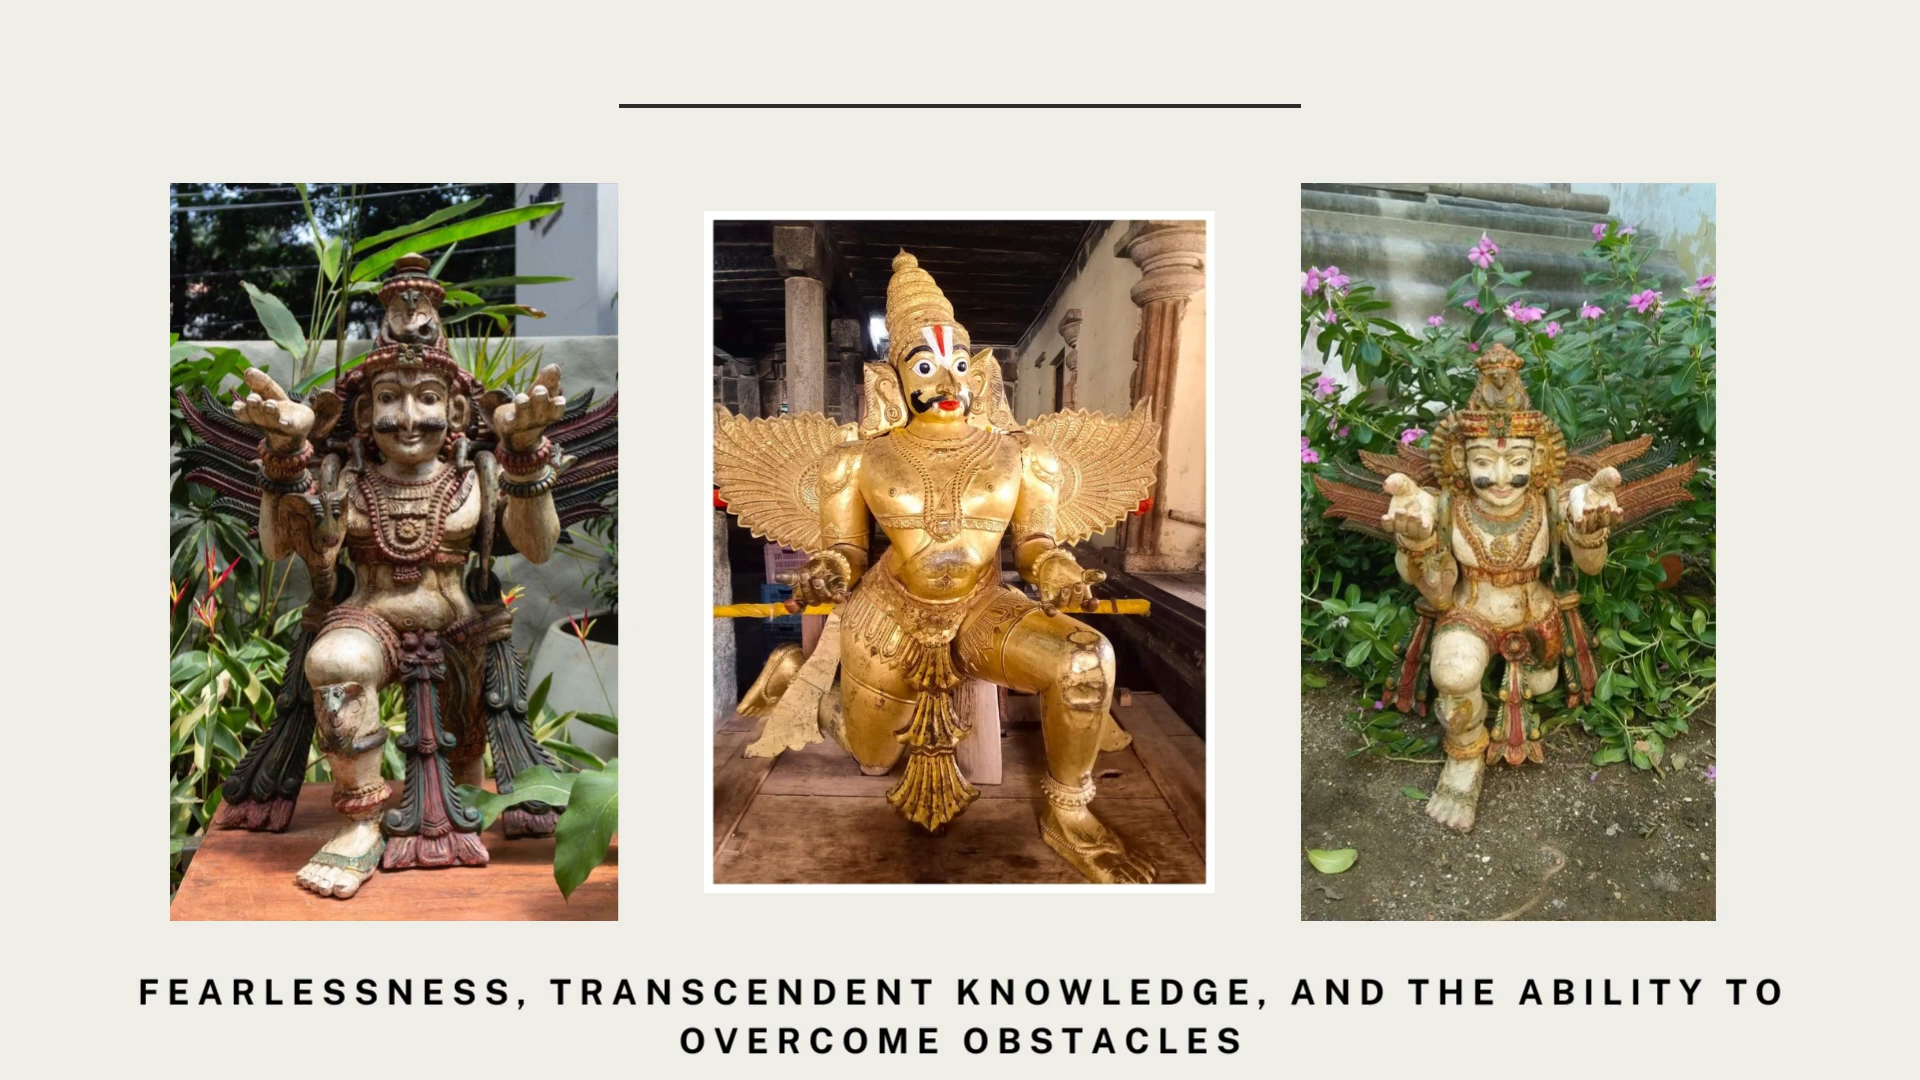 FEARLESSNESS, TRANSCENDENT KNOWLEDGE, AND THE ABILITY TO
OVERCOME OBSTACLES